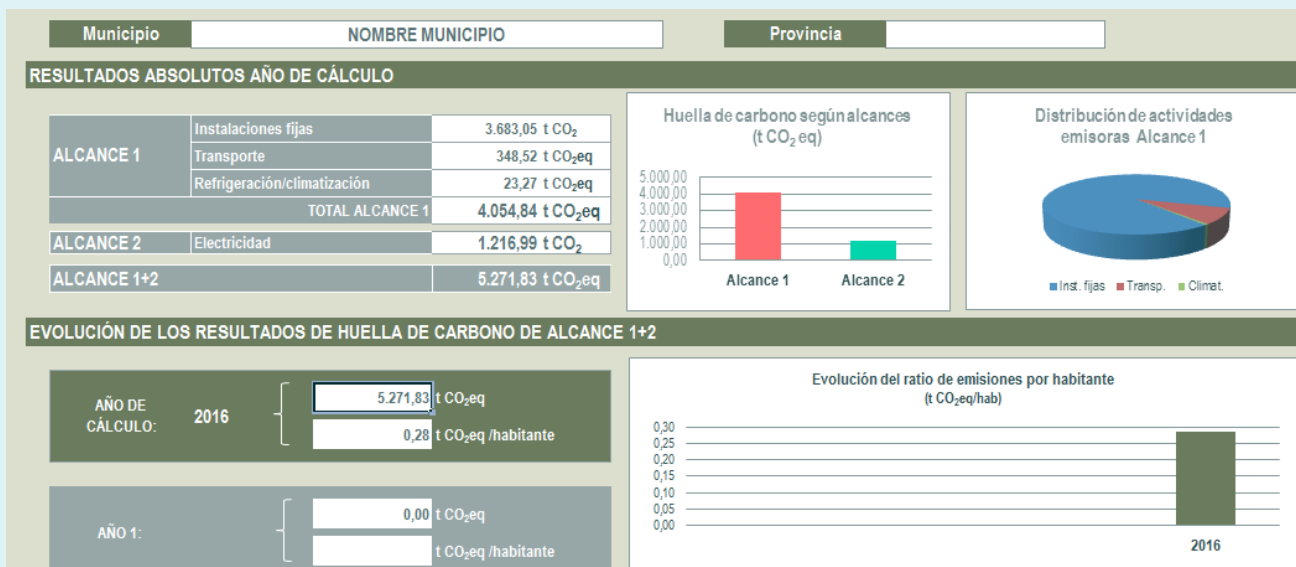 Municipio NOMBRE MUNICIPIO Provincia
RESULTADOS ABSOLUTOS AÑO DE CÁLCULO
ALCANCE 1
Instalaciones fijas 3.683,05 t CO₂
Transporte 348,52 t CO₂eq
Refrigeración/climatización 23,27 t CO₂eq
TOTAL ALCANCE 1 4.054,84 t CO₂eq
ALCANCE 2 Electricidad 1.216,99 t CO₂
ALCANCE 1+2 5.271,83 t CO₂eq
Huella de carbono según alcances
(t CO₂ eq)
5.000,00
4.000,00
3.000,00
2.000,00
1.000,00
0,00
Alcance 1 Alcance 2
Distribución de actividades
emisoras Alcance 1
Inst. fijas Transp. Climat.
EVOLUCIÓN DE LOS RESULTADOS DE HUELLA DE CARBONO DE ALCANCE 1+2
AÑO DE
CÁLCULO:
2016
5.271,83 t CO₂eq
0,28 t CO₂eq /habitante
AÑO 1:
0,00 t CO₂eq
t CO₂eq /habitante
Evolución del ratio de emisiones por habitante
(t CO₂eq/hab)
0,30
0,25
0,20
0,15
0,10
0,05
0,00
2016